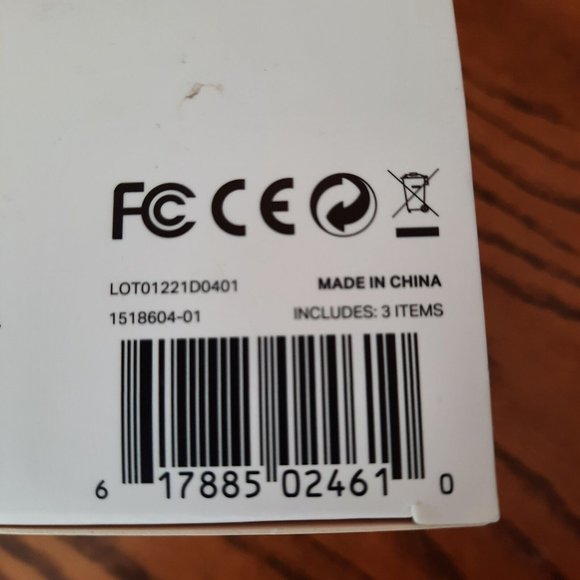 FC CE
LOT01221D0401 MADE IN CHINA
1518604-01 INCLUDES: 3 ITEMS
6 17885 02461 0